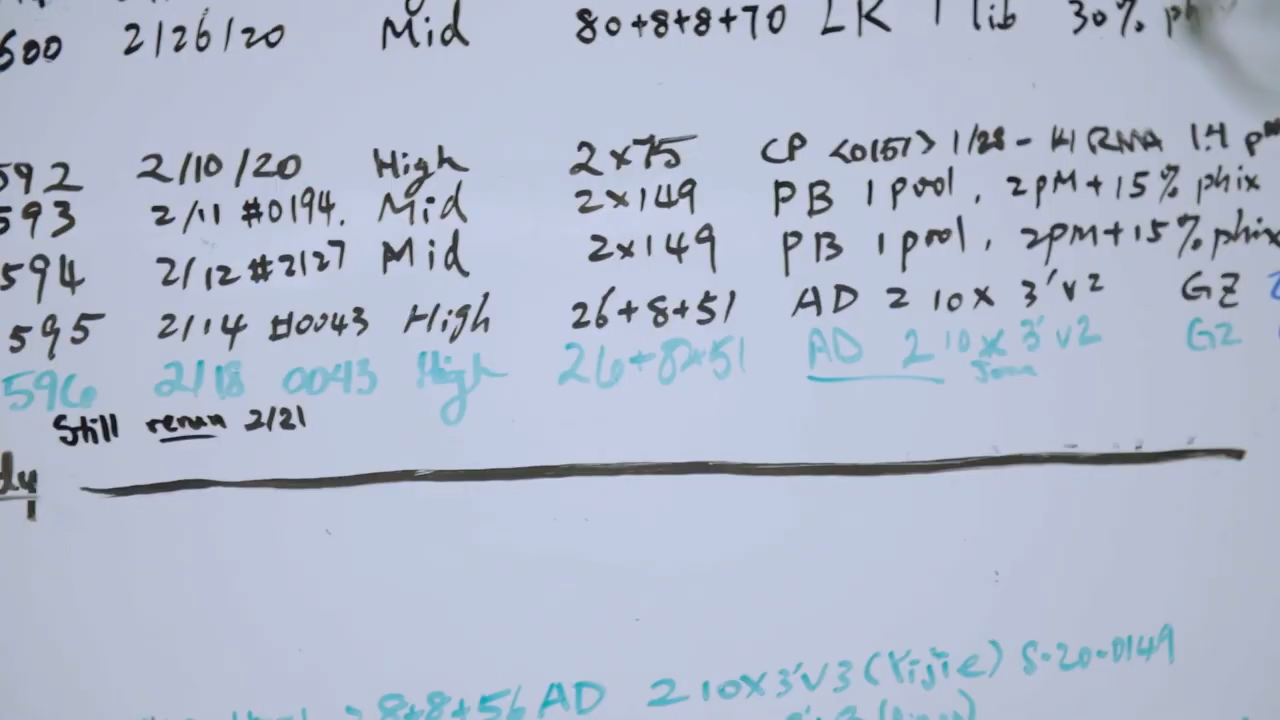 600 2/26/20 Mid 80+8+8+70 LK 1 lib 30% phi
592 2/10/20 High 2x75 CP <0157> 1/28 - H RNA 1.4 pM
593 2/11 #0194. Mid 2x149 PB 1 pool, 2pM+15% phix
594 2/12 #2127 Mid 2x149 PB 1 pool, 2pM+15% phix
595 2/14 #0043 High 26+8+51 AD 2 10x 3'v2 GZ
596 2/18 0043 High 26+8+51 AD 2 10x 3'v2 GZ
Still rerun 2/21
dy
8+8+56 AD 2 10X 3'v3 (Yijie) S-20-0149